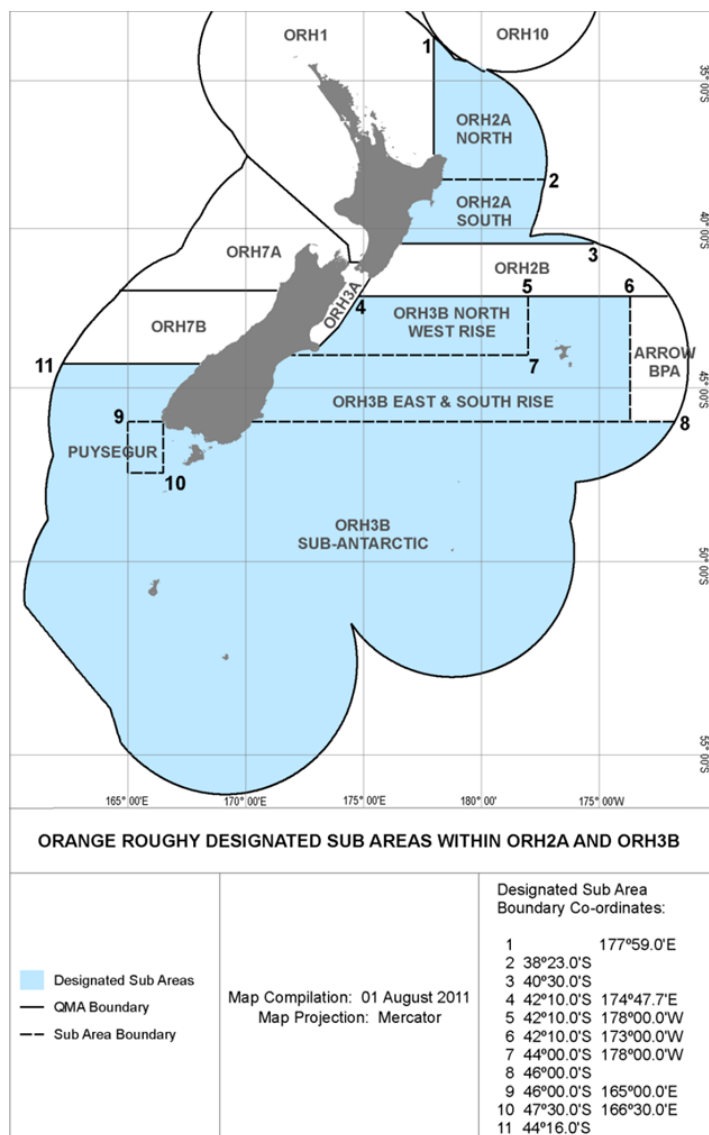 ORH1
ORH10
1
35° 00'S
ORH2A
NORTH
2
ORH2A
SOUTH
40° 00'S
3
ORH7A
ORH2B
ORH3A
4
5
6
ORH3B NORTH
WEST RISE
ORH7B
7
ARROW
BPA
11
45° 00'S
ORH3B EAST & SOUTH RISE
9
8
PUYSEGUR
10
ORH3B
SUB-ANTARCTIC
50° 00'S
55° 00'S
165° 00'E
170° 00'E
175° 00'E
180° 00'E
175° 00'W
ORANGE ROUGHY DESIGNATED SUB AREAS WITHIN ORH2A AND ORH3B
Designated Sub Areas
QMA Boundary
Sub Area Boundary
Map Compilation: 01 August 2011
Map Projection: Mercator
Designated Sub Area
Boundary Co-ordinates:
1 177º59.0'E
2 38º23.0'S
3 40º30.0'S
4 42º10.0'S 174º47.7'E
5 42º10.0'S 178º00.0'W
6 42º10.0'S 173º00.0'W
7 44º00.0'S 178º00.0'W
8 46º00.0'S
9 46º00.0'S 165º00.0'E
10 47º30.0'S 166º30.0'E
11 44º16.0'S